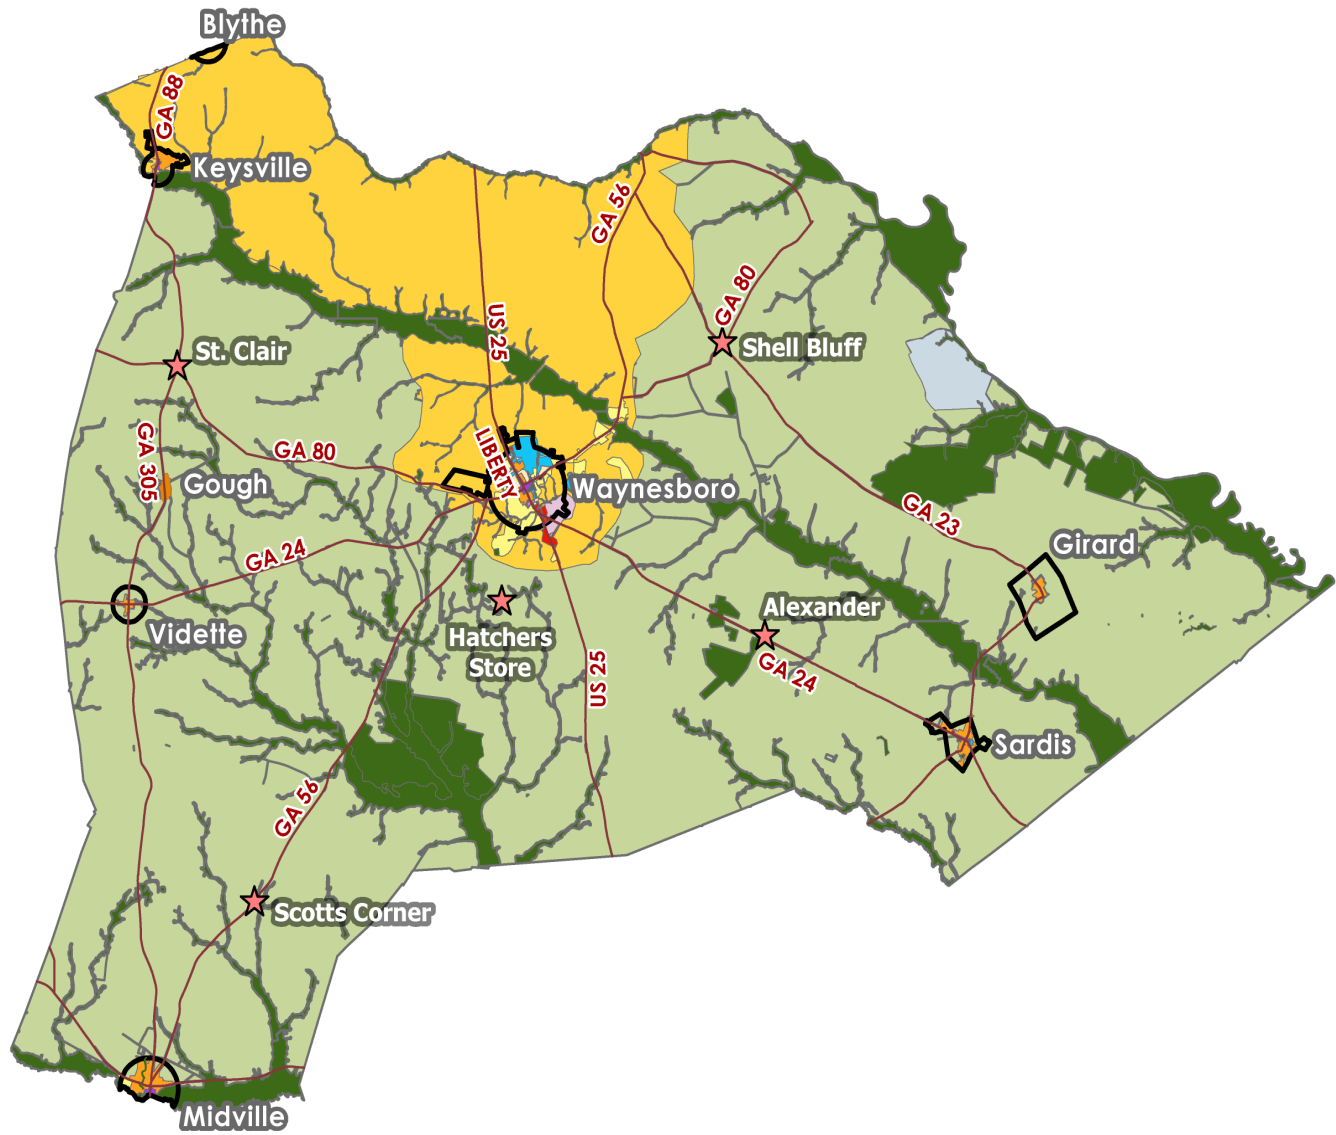 Blythe
GA 88
Keysville
GA 56
GA 80
US 25
Shell Bluff
St. Clair
LIBERTY
GA 305
GA 80
Gough
Waynesboro
GA 23
GA 24
Girard
Vidette
Hatchers
Store
Alexander
GA 24
US 25
Sardis
GA 56
Scotts Corner
Midville